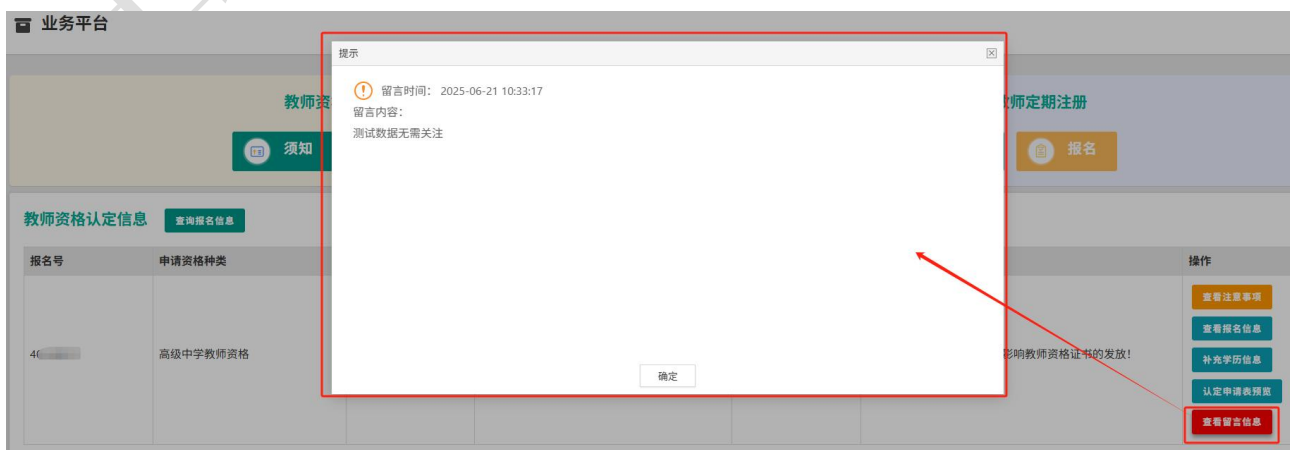 业务平台
提示
留言时间： 2025-06-21 10:33:17
留言内容：
测试数据无需关注
确定
教师资
须知
师定期注册
报名
教师资格认定信息
查询报名信息
报名号
申请资格种类
操作
高级中学教师资格
影响教师资格证书的发放！
查看注意事项
查看报名信息
补充学历信息
认定申请表预览
查看留言信息